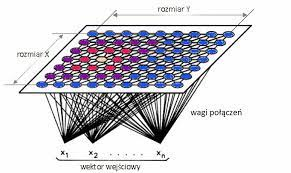 rozmiar Y
rozmiar X
wagi połączeń
x1 x2 . . . . . xn
wektor wejściowy